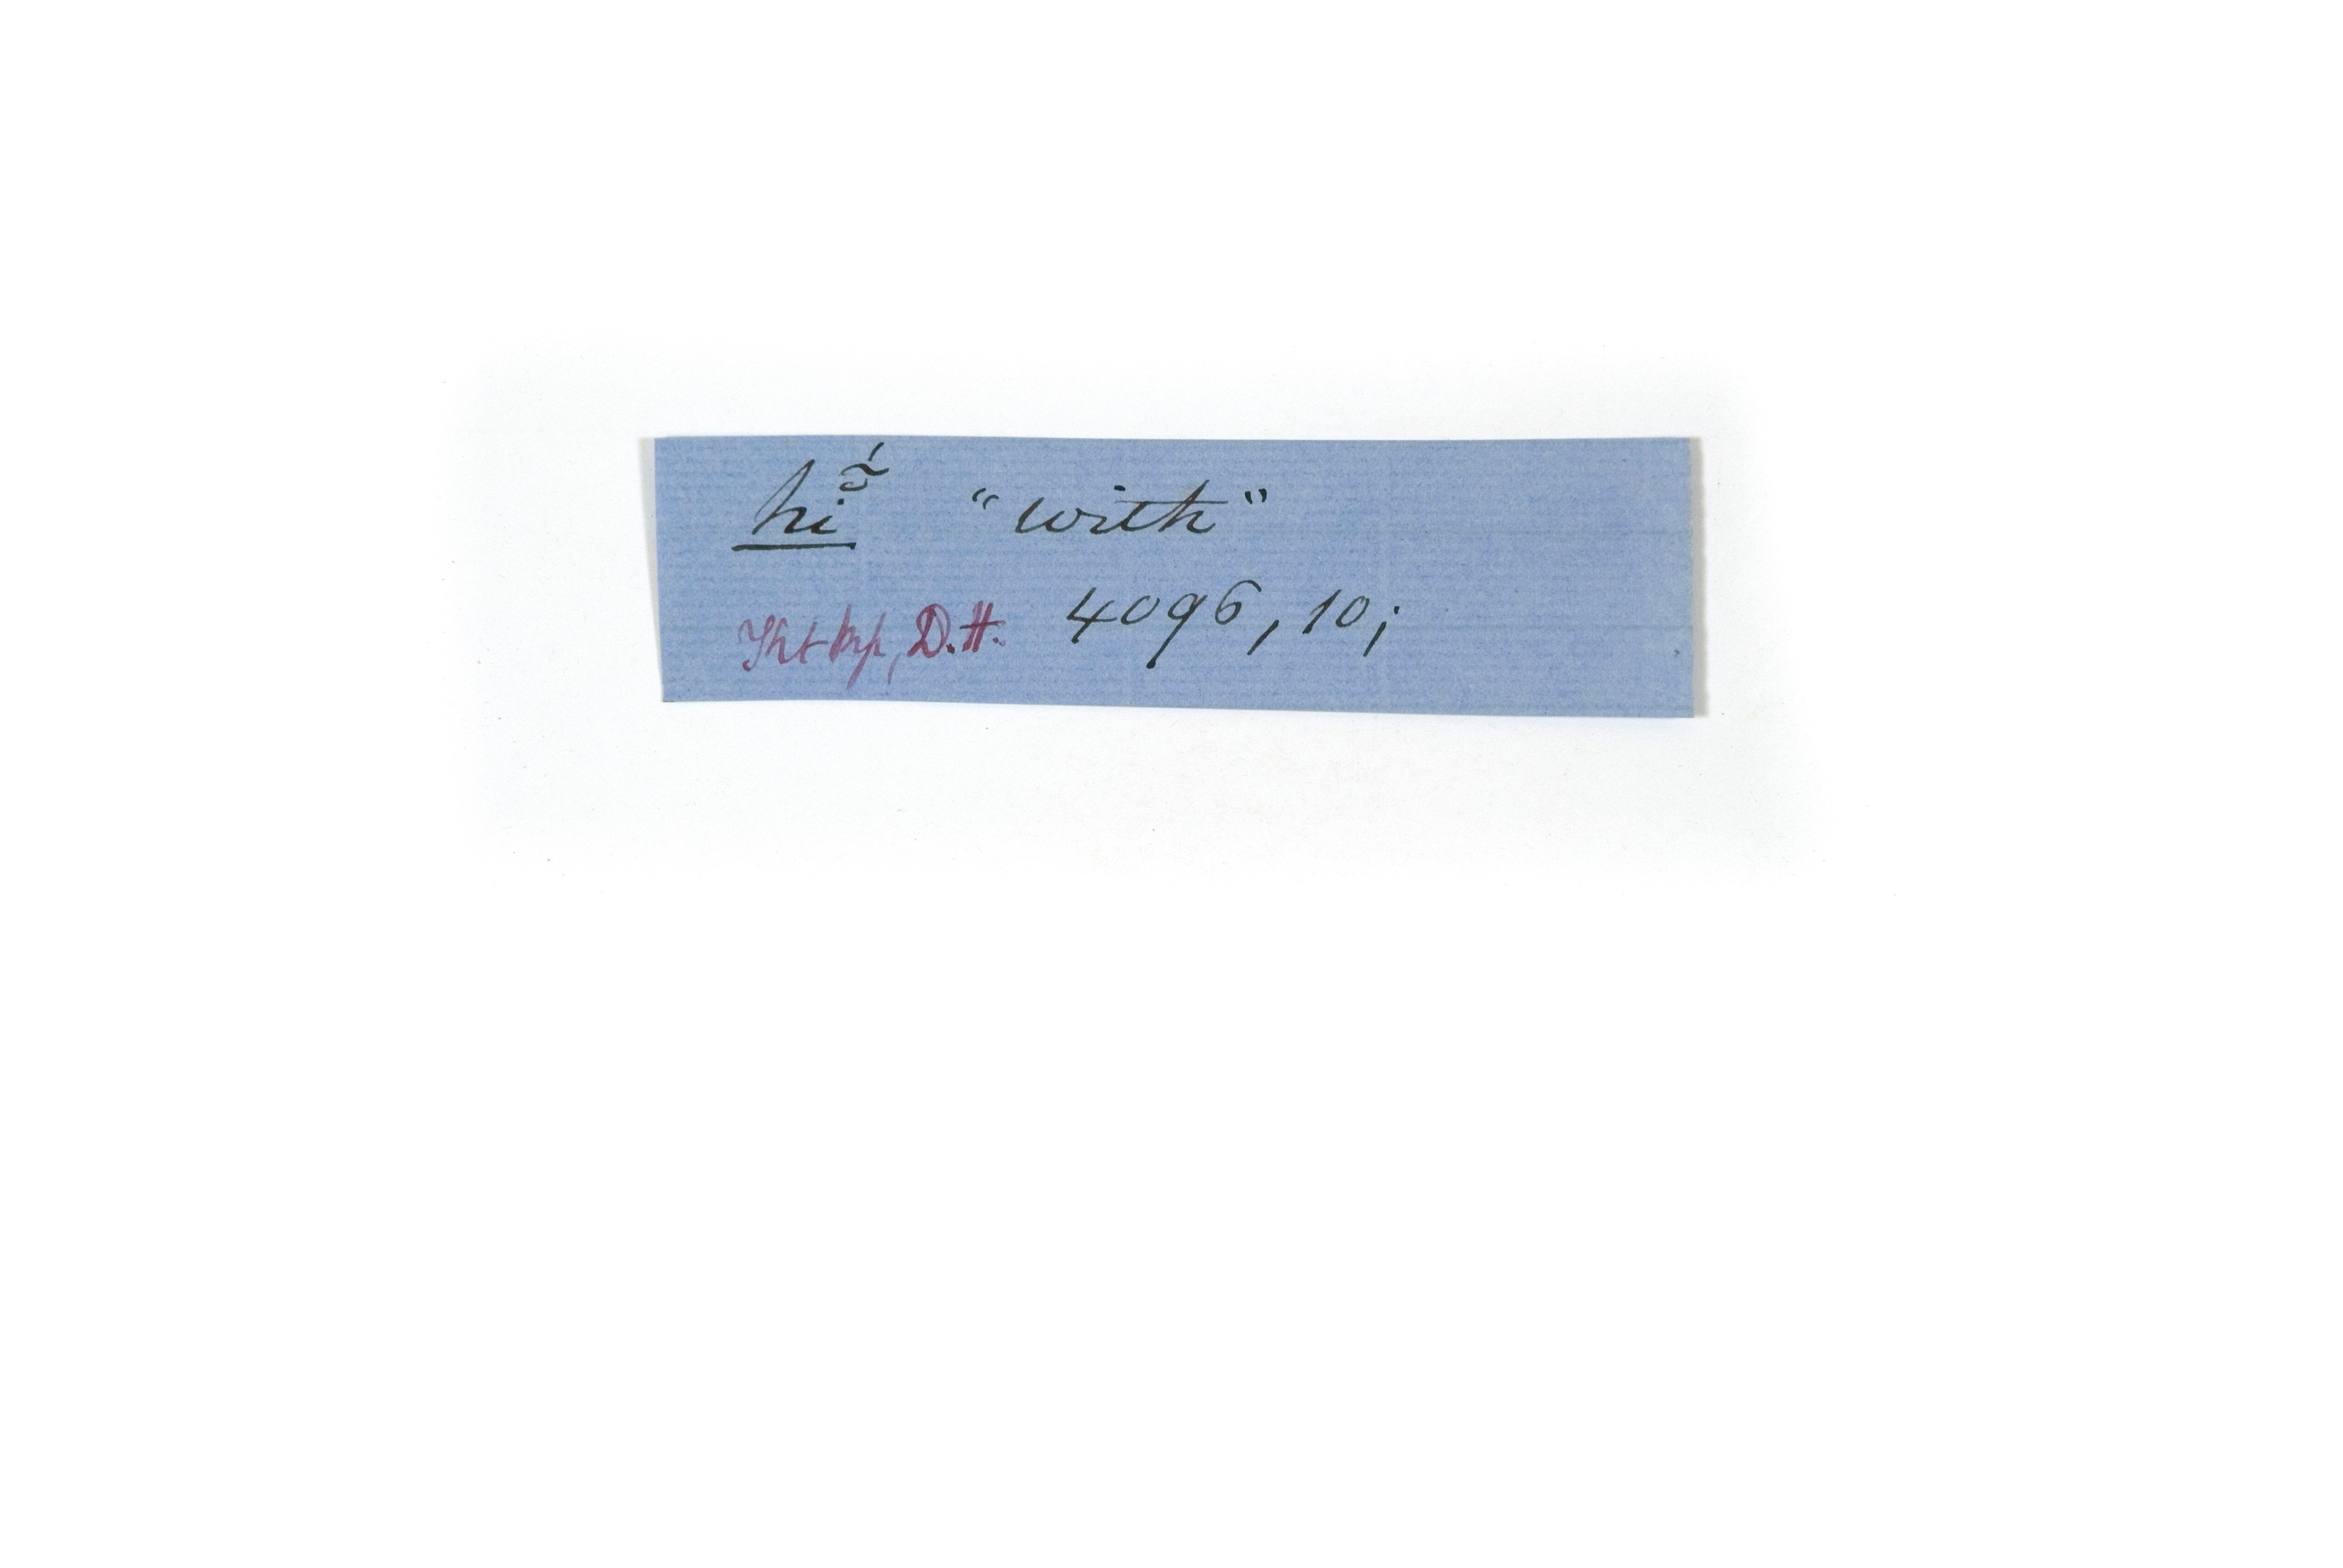 hi "with"
D.H. 4096, 10;